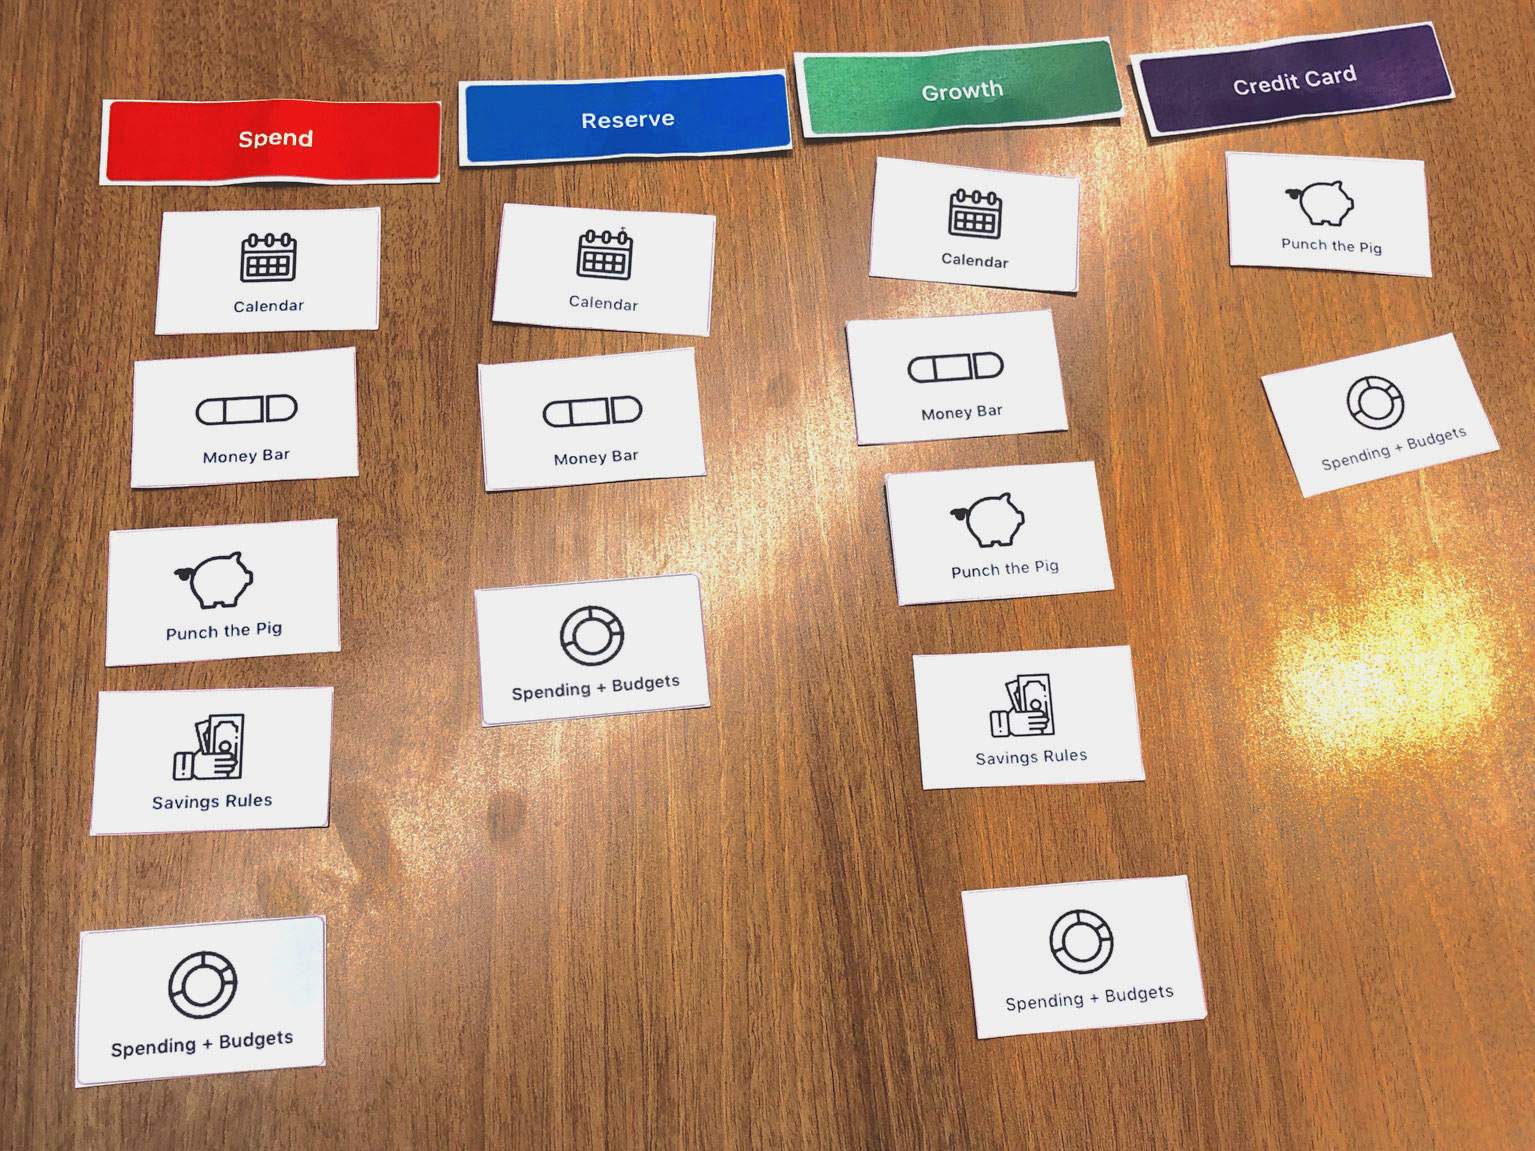 Spend
Calendar
Money Bar
Punch the Pig
Savings Rules
Spending + Budgets
Reserve
Calendar
Money Bar
Spending + Budgets
Growth
Calendar
Money Bar
Punch the Pig
Savings Rules
Spending + Budgets
Credit Card
Punch the Pig
Spending + Budgets